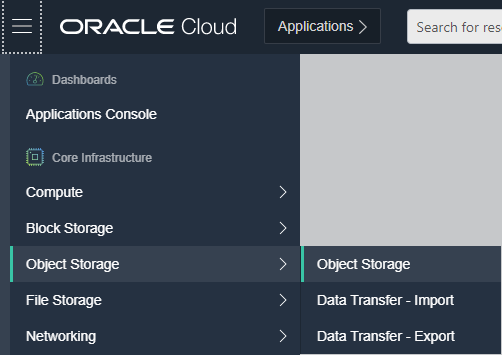 ORACLE Cloud
Applications
Search for res
Dashboards
Applications Console
Core Infrastructure
Compute
Block Storage
Object Storage
Object Storage
File Storage
Data Transfer - Import
Networking
Data Transfer - Export